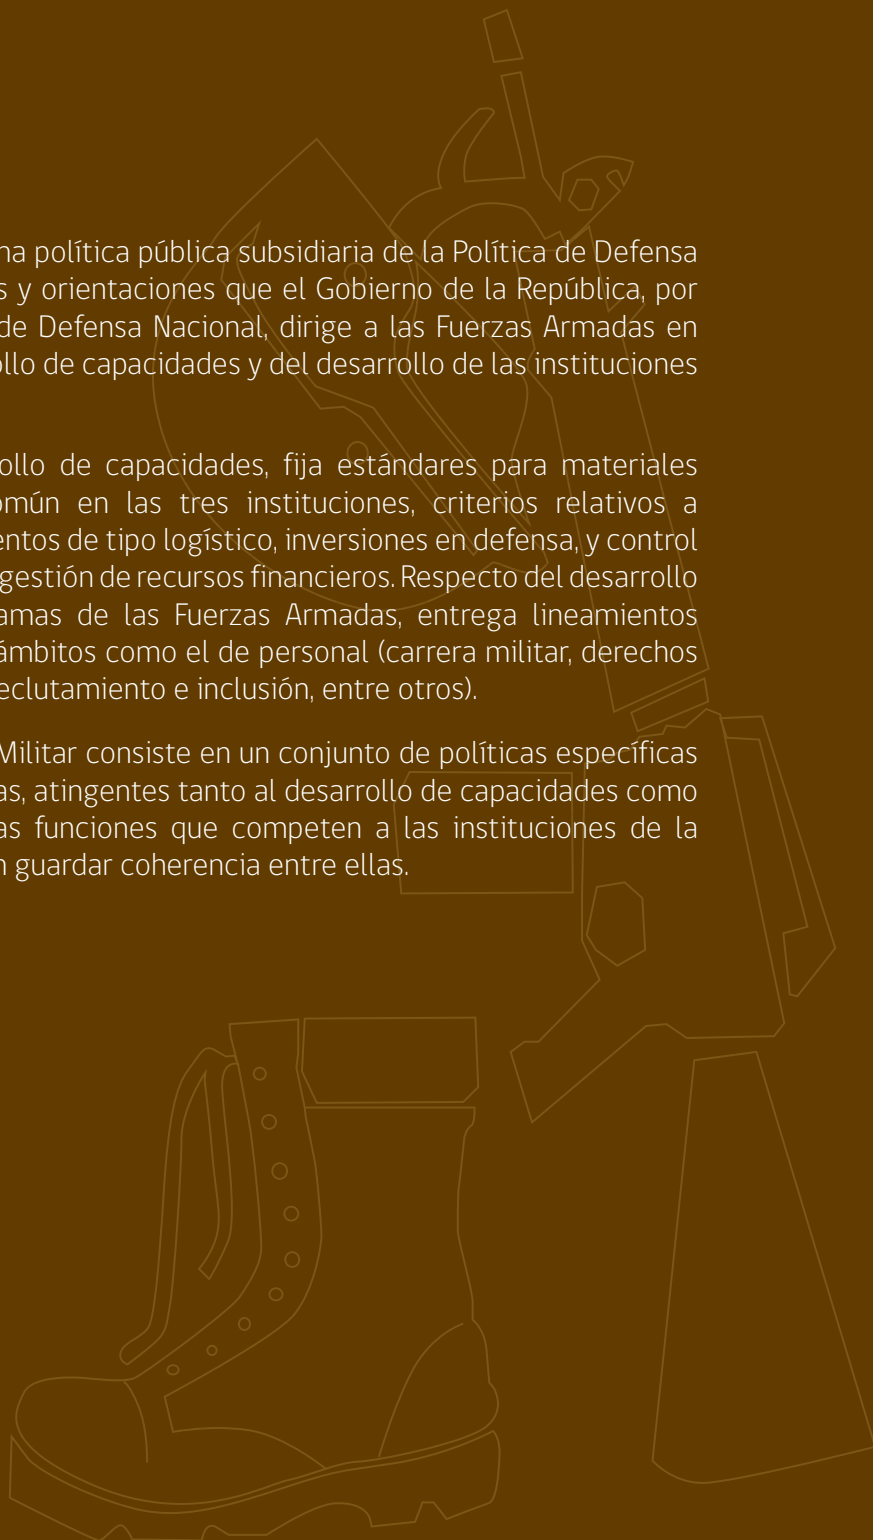 na política pública subsidiaria de la Política de Defensa
s y orientaciones que el Gobierno de la República, por
de Defensa Nacional, dirige a las Fuerzas Armadas en
ollo de capacidades y del desarrollo de las instituciones
rollo de capacidades, fija estándares para materiales
omún en las tres instituciones, criterios relativos a
entos de tipo logístico, inversiones en defensa, y control
gestión de recursos financieros. Respecto del desarrollo
amas de las Fuerzas Armadas, entrega lineamientos
ámbitos como el de personal (carrera militar, derechos
eclutamiento e inclusión, entre otros).
Militar consiste en un conjunto de políticas específicas
as, atingentes tanto al desarrollo de capacidades como
as funciones que competen a las instituciones de la
n guardar coherencia entre ellas.